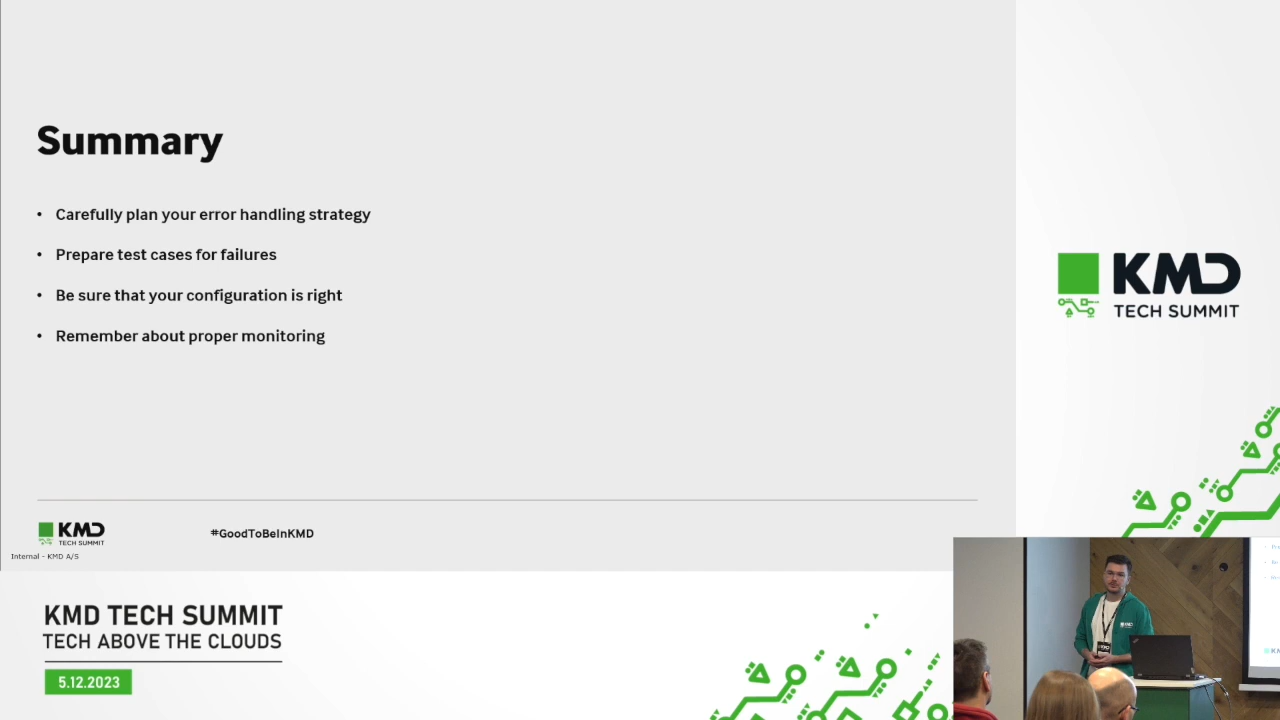 Summary
• Carefully plan your error handling strategy
• Prepare test cases for failures
• Be sure that your configuration is right
• Remember about proper monitoring
KMD
TECH SUMMIT
#GoodToBeInKMD
Internal - KMD A/S
KMD
TECH SUMMIT
KMD TECH SUMMIT
TECH ABOVE THE CLOUDS
5.12.2023